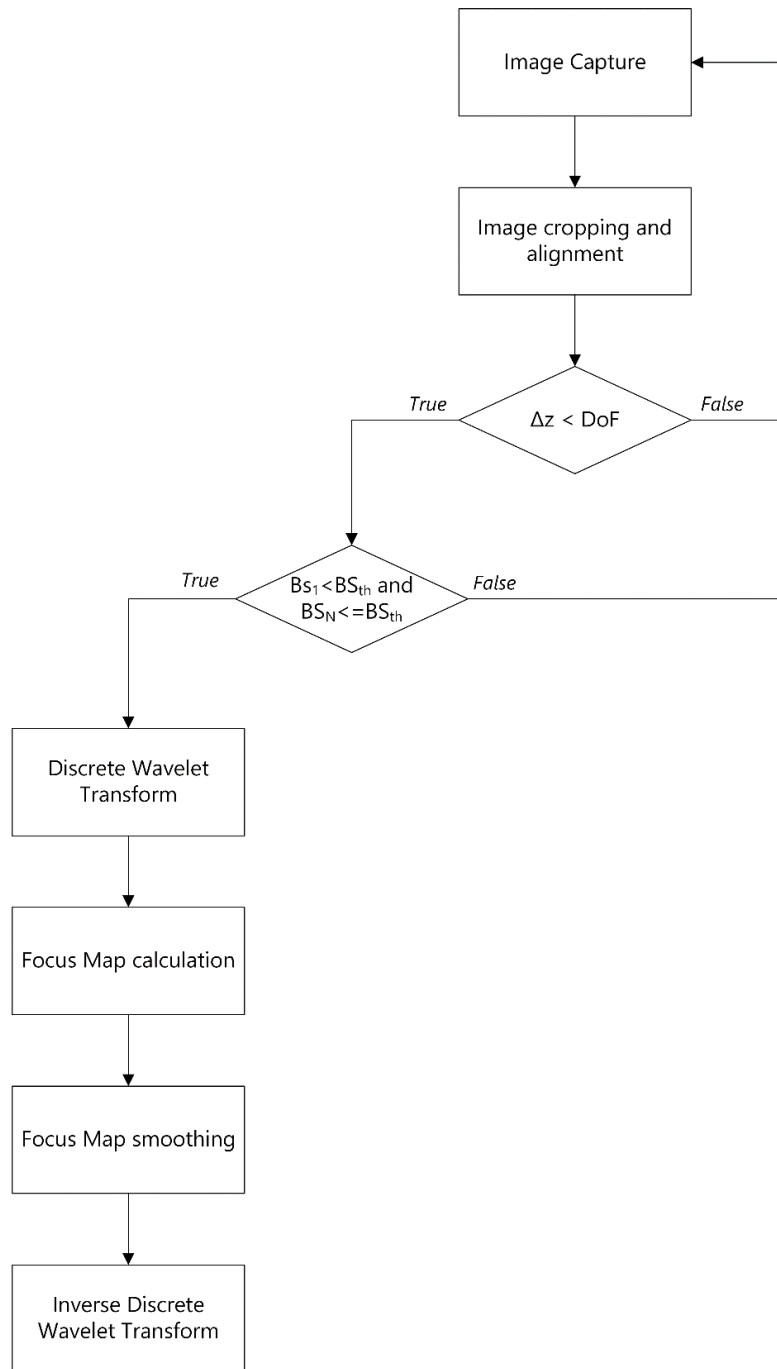 Image Capture
Image cropping and
alignment
True
Δz < DoF
False
True
Bs₁<BSₜₕ and
BS_N<=BSₜₕ
False
Discrete Wavelet
Transform
Focus Map calculation
Focus Map smoothing
Inverse Discrete
Wavelet Transform